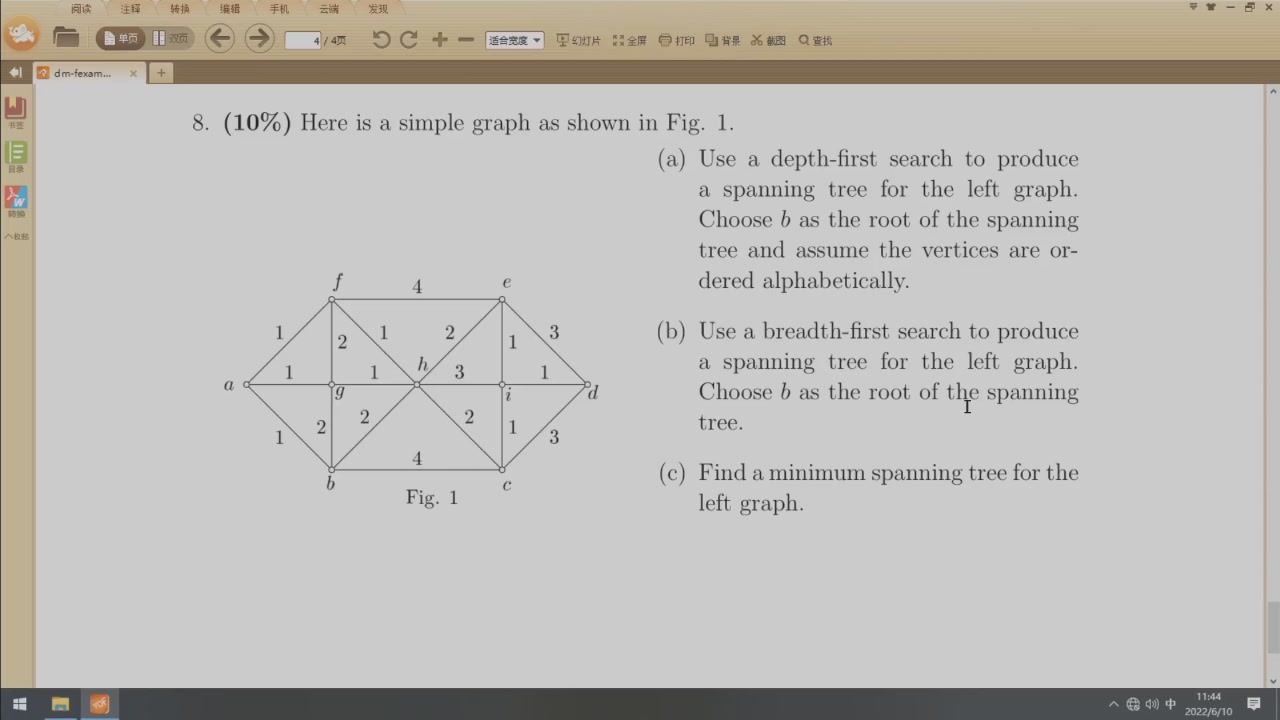 阅读 注释 转换 编辑 手机 云端 发现
单页 双页 4 / 4页 适合宽度 幻灯片 全屏 打印 背景 截图 查找
dm-fexam...
书签
目录
转换
收起
8. (10%) Here is a simple graph as shown in Fig. 1.
(a) Use a depth-first search to produce
a spanning tree for the left graph.
Choose b as the root of the spanning
tree and assume the vertices are or-
dered alphabetically.
(b) Use a breadth-first search to produce
a spanning tree for the left graph.
Choose b as the root of the spanning
tree.
(c) Find a minimum spanning tree for the
left graph.
f e
4
1 2 1 2 1 3
h
a 1 1 3 1
g i d
1 2 2 2 1 3
4
b c
Fig. 1
中
11:44
2022/6/10